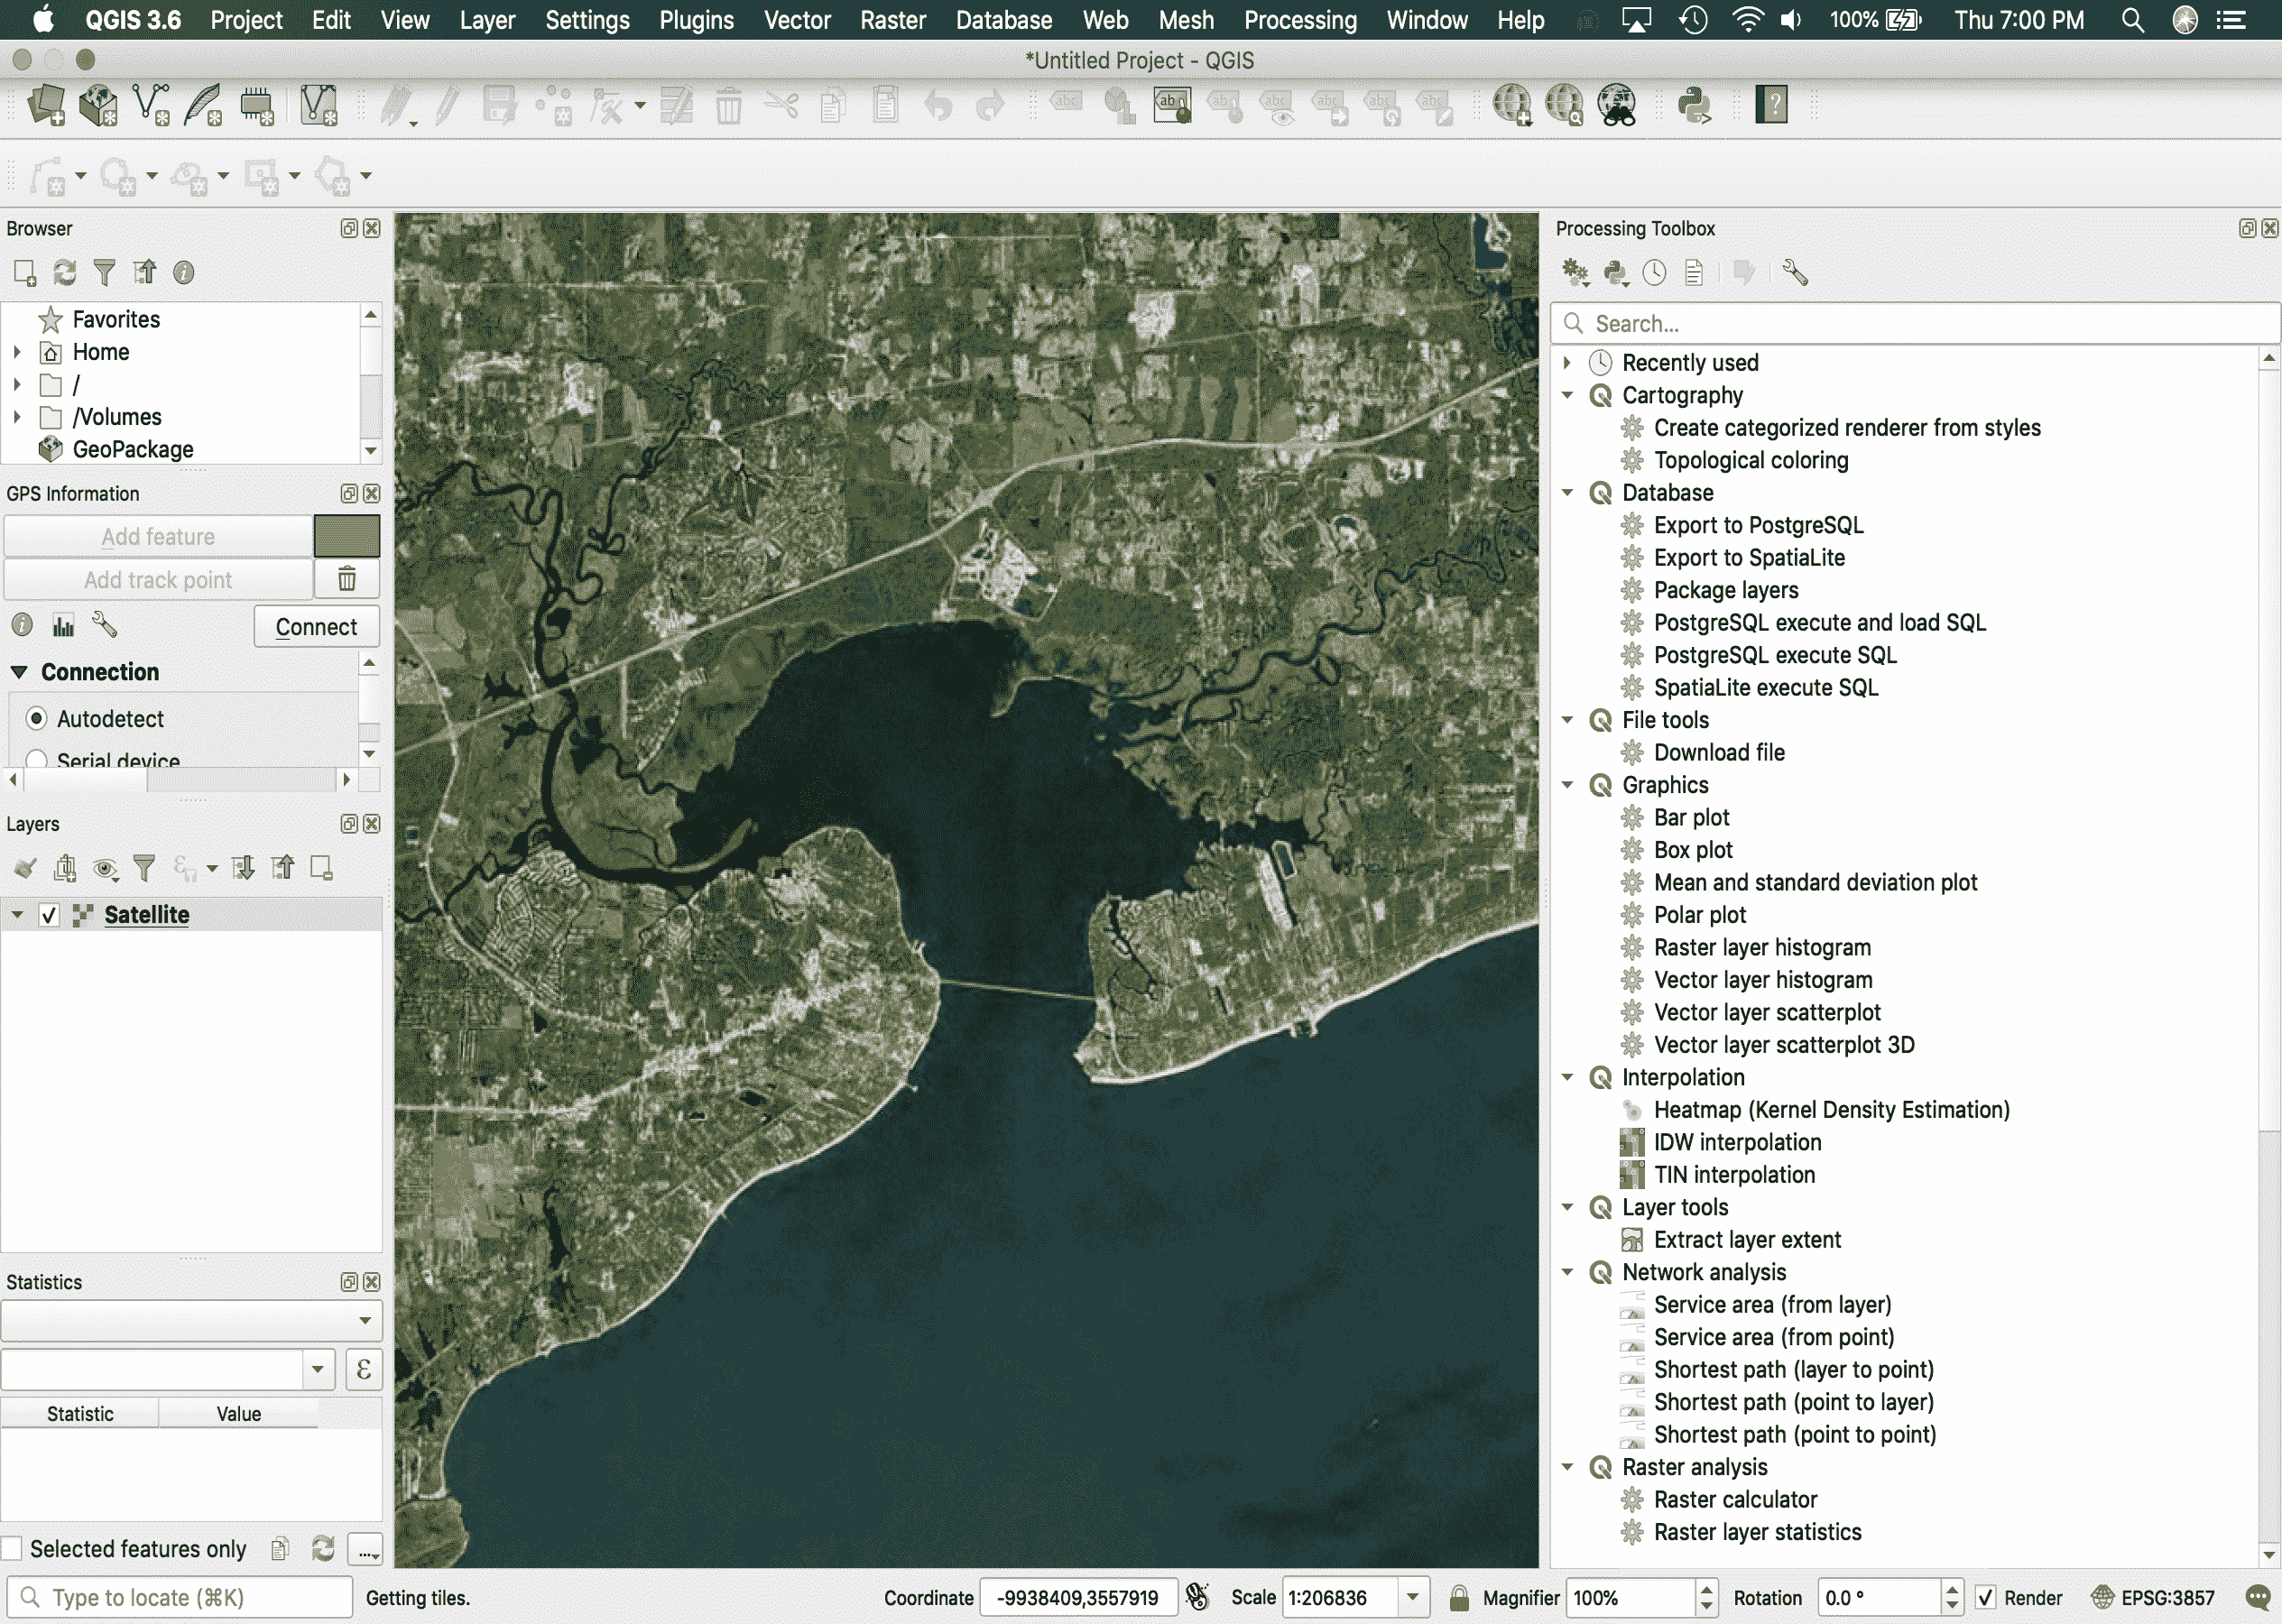 QGIS 3.6 Project Edit View Layer Settings Plugins Vector Raster Database Web Mesh Processing Window Help 100% Thu 7:00 PM
*Untitled Project - QGIS
abc ab ab abc abc abc abc
Browser
Favorites
Home
/
/Volumes
GeoPackage
GPS Information
Add feature
Add track point
Connect
Connection
Autodetect
Serial device
Layers
Satellite
Statistics
ε
Statistic Value
Selected features only
...
Processing Toolbox
Search...
Recently used
Cartography
Create categorized renderer from styles
Topological coloring
Database
Export to PostgreSQL
Export to SpatiaLite
Package layers
PostgreSQL execute and load SQL
PostgreSQL execute SQL
SpatiaLite execute SQL
File tools
Download file
Graphics
Bar plot
Box plot
Mean and standard deviation plot
Polar plot
Raster layer histogram
Vector layer histogram
Vector layer scatterplot
Vector layer scatterplot 3D
Interpolation
Heatmap (Kernel Density Estimation)
IDW interpolation
TIN interpolation
Layer tools
Extract layer extent
Network analysis
Service area (from layer)
Service area (from point)
Shortest path (layer to point)
Shortest path (point to layer)
Shortest path (point to point)
Raster analysis
Raster calculator
Raster layer statistics
Type to locate (⌘K) Getting tiles. Coordinate -9938409,3557919 Scale 1:206836 Magnifier 100% Rotation 0.0 ° Render EPSG:3857